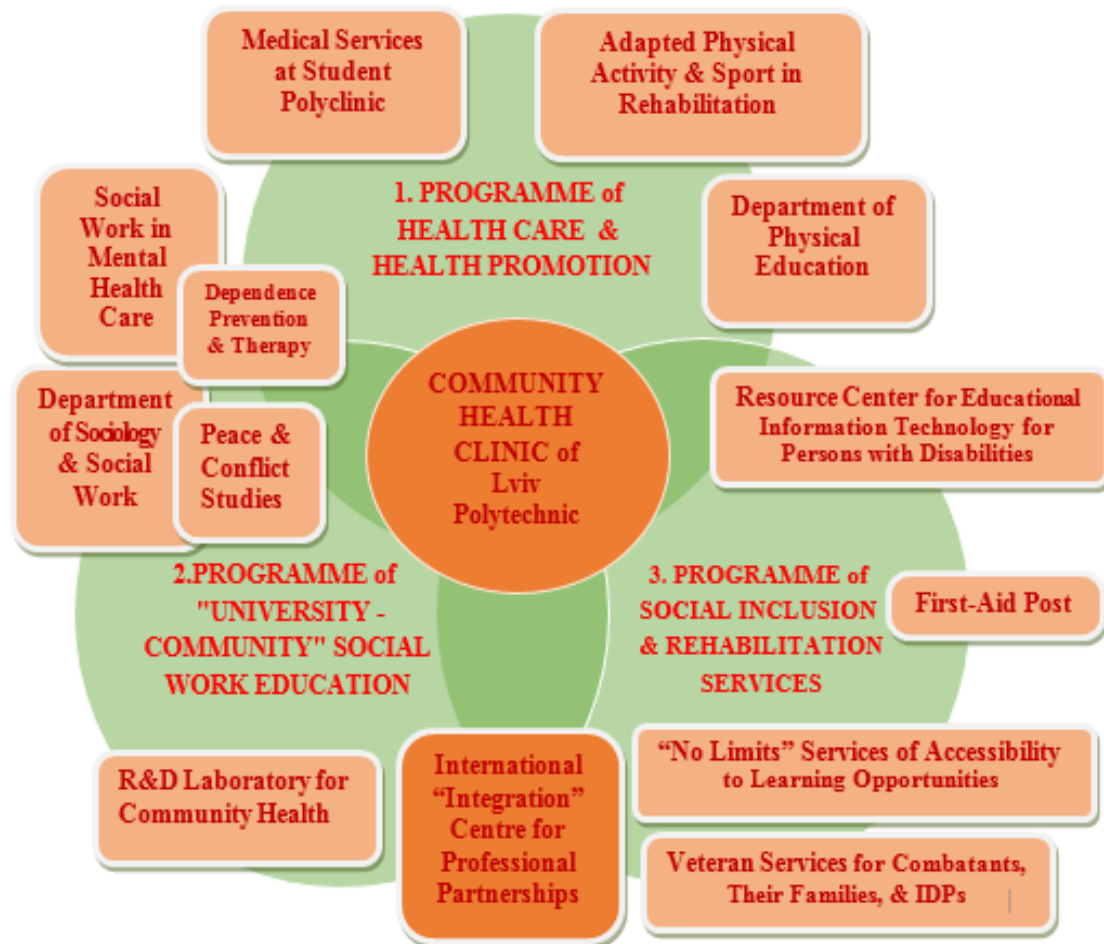 Medical Services
at Student
Polyclinic
Adapted Physical
Activity & Sport in
Rehabilitation
Social
Work in
Mental
Health
Care
1. PROGRAMME of
HEALTH CARE &
HEALTH PROMOTION
Department of
Physical
Education
Dependence
Prevention
& Therapy
Department
of Sociology
& Social
Work
Peace &
Conflict
Studies
COMMUNITY
HEALTH
CLINIC of
Lviv
Polytechnic
Resource Center for Educational
Information Technology for
Persons with Disabilities
2.PROGRAMME of
"UNIVERSITY -
COMMUNITY" SOCIAL
WORK EDUCATION
3. PROGRAMME of
SOCIAL INCLUSION
& REHABILITATION
SERVICES
First-Aid Post
R&D Laboratory for
Community Health
International
“Integration”
Centre for
Professional
Partnerships
“No Limits” Services of Accessibility
to Learning Opportunities
Veteran Services for Combatants,
Their Families, & IDPs